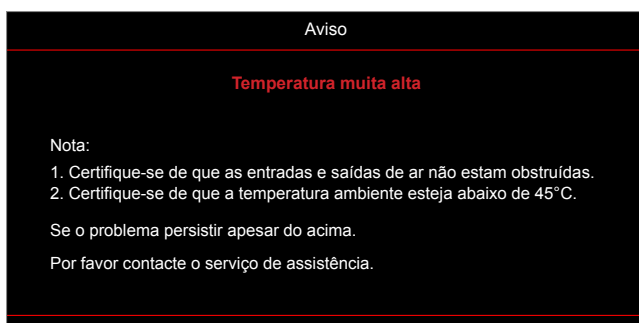 Aviso
Temperatura muita alta
Nota:
1. Certifique-se de que as entradas e saídas de ar não estam obstruídas.
2. Certifique-se de que a temperatura ambiente esteja abaixo de 45°C.
Se o problema persistir apesar do acima.
Por favor contacte o serviço de assistência.